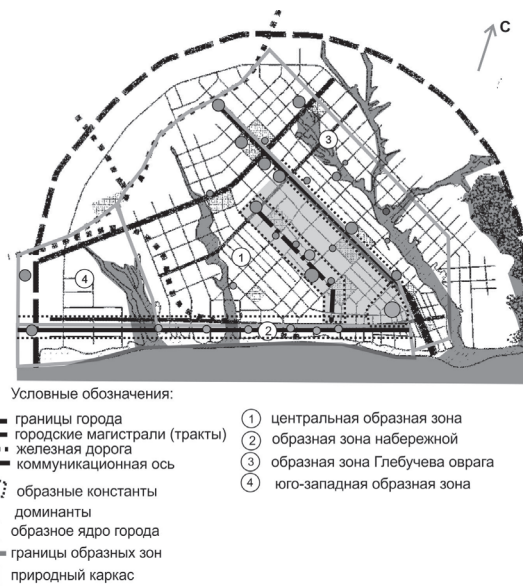 С
3
1
4
2
Условные обозначения:
границы города
городские магистрали (тракты)
железная дорога
коммуникационная ось
образные константы
доминанты
образное ядро города
границы образных зон
природный каркас
1 центральная образная зона
2 образная зона набережной
3 образная зона Глебучева оврага
4 юго-западная образная зона